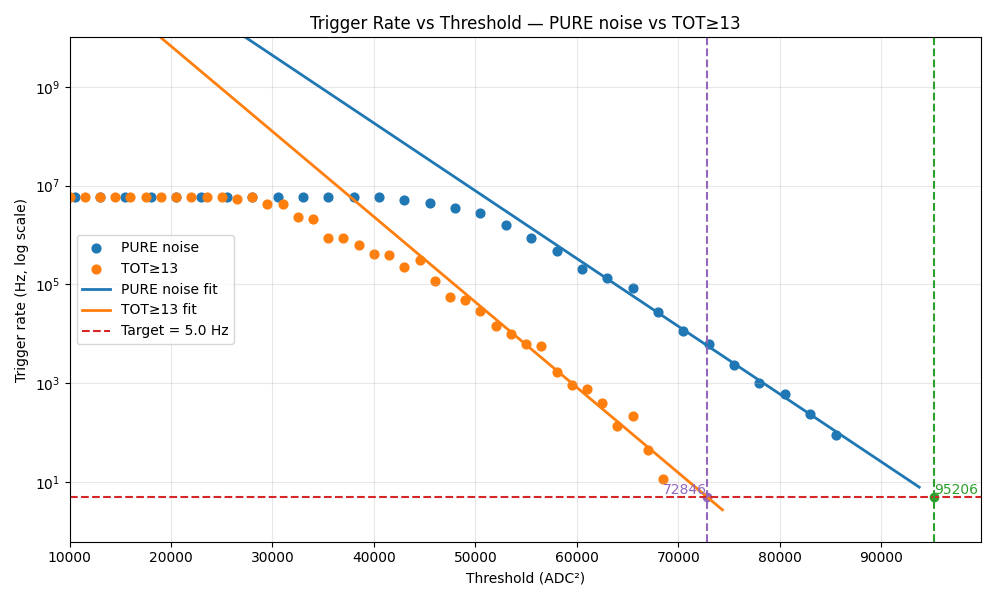 Trigger Rate vs Threshold — PURE noise vs TOT≥13
Trigger rate (Hz, log scale)
10⁹
10⁷
10⁵
10³
10¹
PURE noise
TOT≥13
PURE noise fit
TOT≥13 fit
Target = 5.0 Hz
72846
95206
10000 20000 30000 40000 50000 60000 70000 80000 90000
Threshold (ADC²)